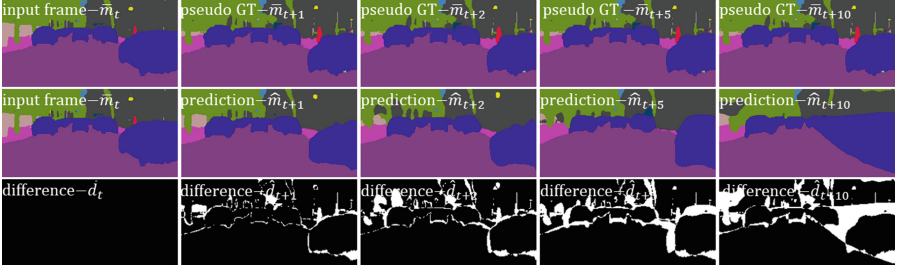 input frame−m̅ₜ
pseudo GT−m̅ₜ₊₁
pseudo GT−m̅ₜ₊₂
pseudo GT−m̅ₜ₊₅
pseudo GT−m̅ₜ₊₁₀
input frame−m̅ₜ
prediction−m̂ₜ₊₁
prediction−m̂ₜ₊₂
prediction−m̂ₜ₊₅
prediction−m̂ₜ₊₁₀
difference−d̂ₜ
difference−d̂ₜ₊₁
difference−d̂ₜ₊₂
difference−d̂ₜ₊₅
difference−d̂ₜ₊₁₀